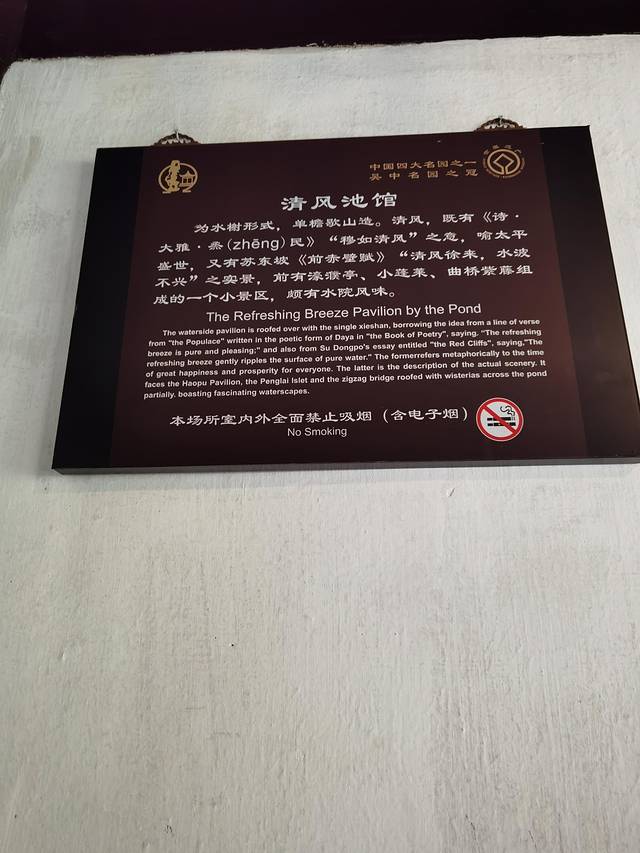 中国四大名园之一
吴中名园之冠
清风池馆
为水榭形式，单檐歇山造。清风，既有《诗·
大雅·烝(zhēng)民》“穆如清风”之意，喻太平
盛世，又有苏东坡《前赤壁赋》“清风徐来，水波
不兴”之实景，前有濠濮亭、小莲莱、曲桥紫藤组
成的一个小景区，颇有水院风味。
The Refreshing Breeze Pavilion by the Pond
The waterside pavilion is roofed over with the single xieshan, borrowing the idea from a line of verse
from "the Populace" written in the poetic form of Daya in "the Book of Poetry", saying. "The refreshing
breeze is pure and pleasing;" and also from Su Dongpo's essay entitled "the Red Cliffs", saying,"The
refreshing breeze gently ripples the surface of pure water." The formerrefers metaphorically to the time
of great happiness and prosperity for everyone. The latter is the description of the actual scenery. It
faces the Haopu Pavilion, the Penglai Islet and the zigzag bridge roofed with wisterias across the pond
partially. boasting fascinating waterscapes.
本场所室内外全面禁止吸烟（含电子烟）
No Smoking